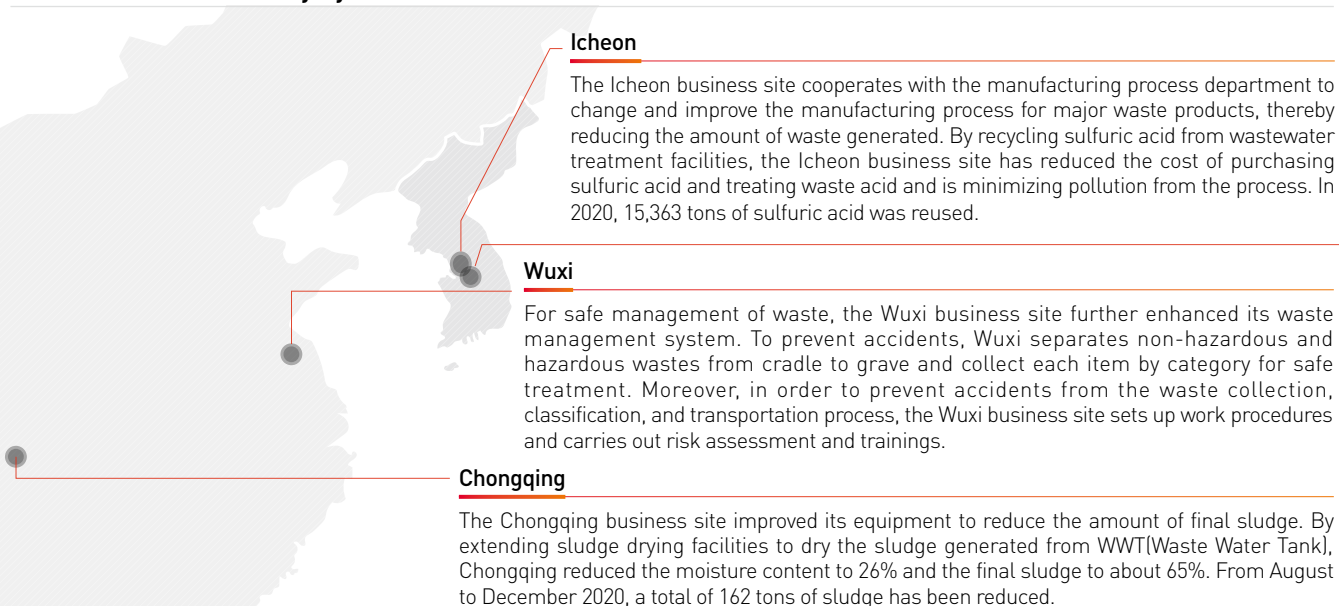 Icheon
The Icheon business site cooperates with the manufacturing process department to
change and improve the manufacturing process for major waste products, thereby
reducing the amount of waste generated. By recycling sulfuric acid from wastewater
treatment facilities, the Icheon business site has reduced the cost of purchasing
sulfuric acid and treating waste acid and is minimizing pollution from the process. In
2020, 15,363 tons of sulfuric acid was reused.
Wuxi
For safe management of waste, the Wuxi business site further enhanced its waste
management system. To prevent accidents, Wuxi separates non-hazardous and
hazardous wastes from cradle to grave and collect each item by category for safe
treatment. Moreover, in order to prevent accidents from the waste collection,
classification, and transportation process, the Wuxi business site sets up work procedures
and carries out risk assessment and trainings.
Chongqing
The Chongqing business site improved its equipment to reduce the amount of final sludge. By
extending sludge drying facilities to dry the sludge generated from WWT(Waste Water Tank),
Chongqing reduced the moisture content to 26% and the final sludge to about 65%. From August
to December 2020, a total of 162 tons of sludge has been reduced.